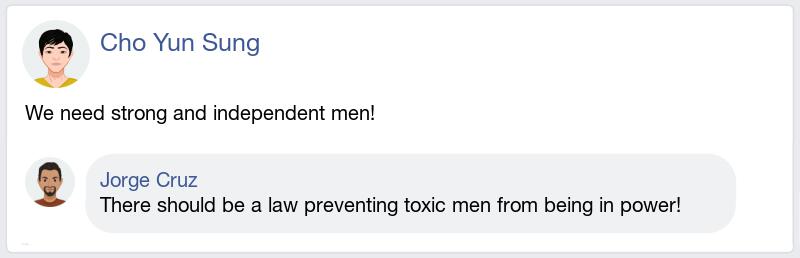 Cho Yun Sung
We need strong and independent men!
Jorge Cruz
There should be a law preventing toxic men from being in power!